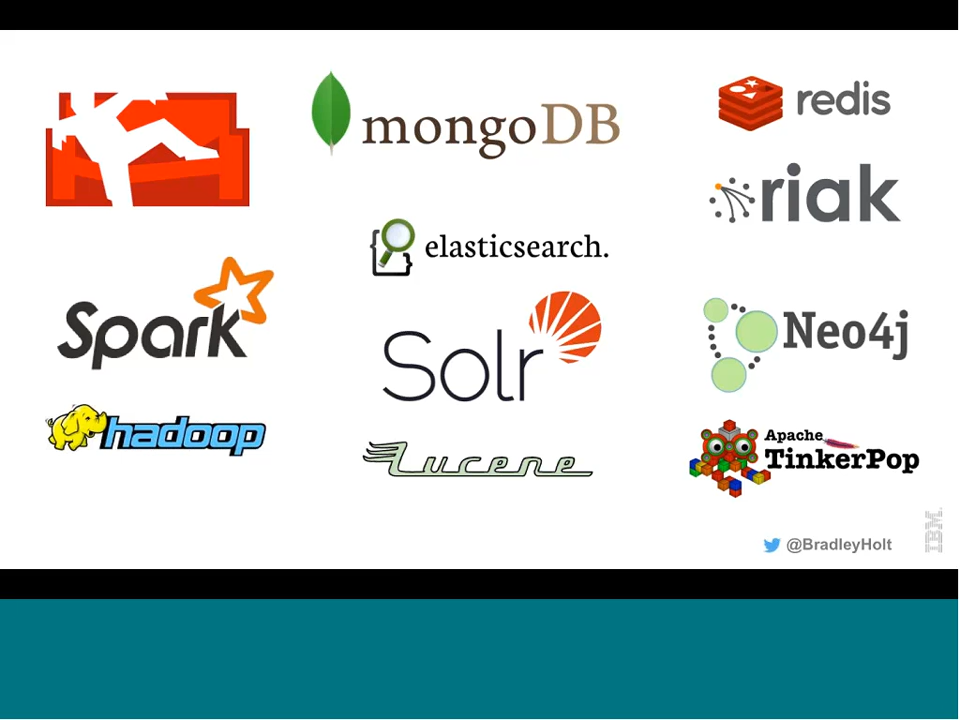 mongoDB
redis
riak
elasticsearch.
Spark
Solr
Neo4j
hadoop
Lucene
Apache
TinkerPop
@BradleyHolt
IBM